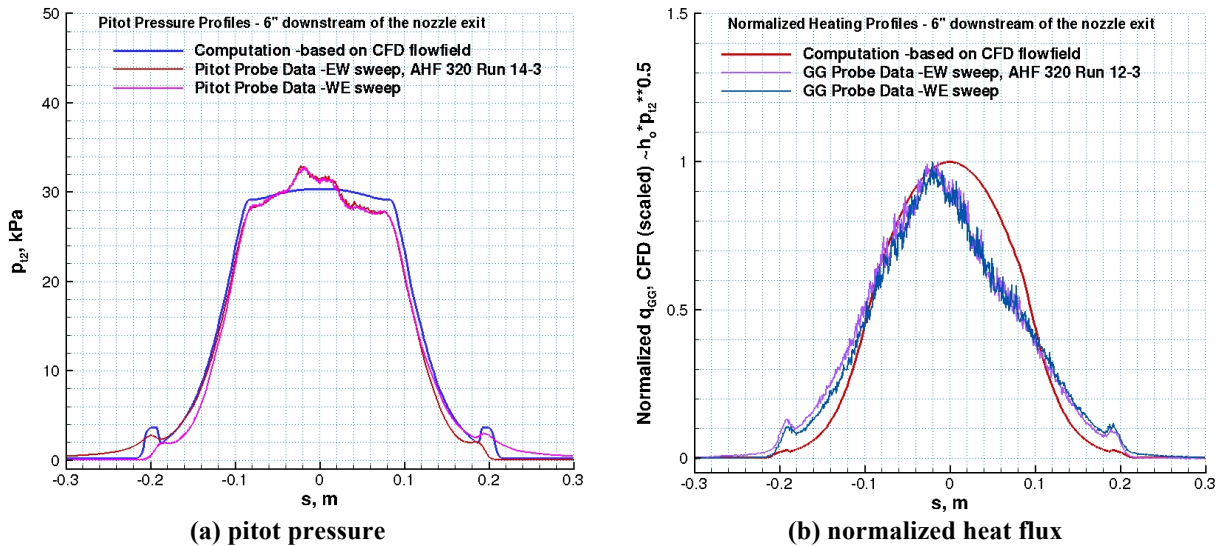 Pitot Pressure Profiles - 6" downstream of the nozzle exit
Computation -based on CFD flowfield
Pitot Probe Data -EW sweep, AHF 320 Run 14-3
Pitot Probe Data -WE sweep
50
40
30
20
10
0
p_t2, kPa
-0.3 -0.2 -0.1 0 0.1 0.2 0.3
s, m
(a) pitot pressure
Normalized Heating Profiles - 6" downstream of the nozzle exit
Computation -based on CFD flowfield
GG Probe Data -EW sweep, AHF 320 Run 12-3
GG Probe Data -WE sweep
1.5
1
0.5
0
Normalized q_GG, CFD (scaled) ~h_o*p_t2**0.5
-0.3 -0.2 -0.1 0 0.1 0.2 0.3
s, m
(b) normalized heat flux